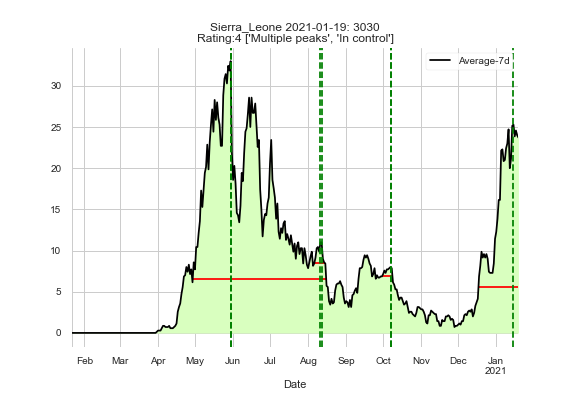 Sierra_Leone 2021-01-19: 3030
Rating:4 ['Multiple peaks', 'In control']
Average-7d
30
25
20
15
10
5
0
Feb Mar Apr May Jun Jul Aug Sep Oct Nov Dec Jan
2021
Date